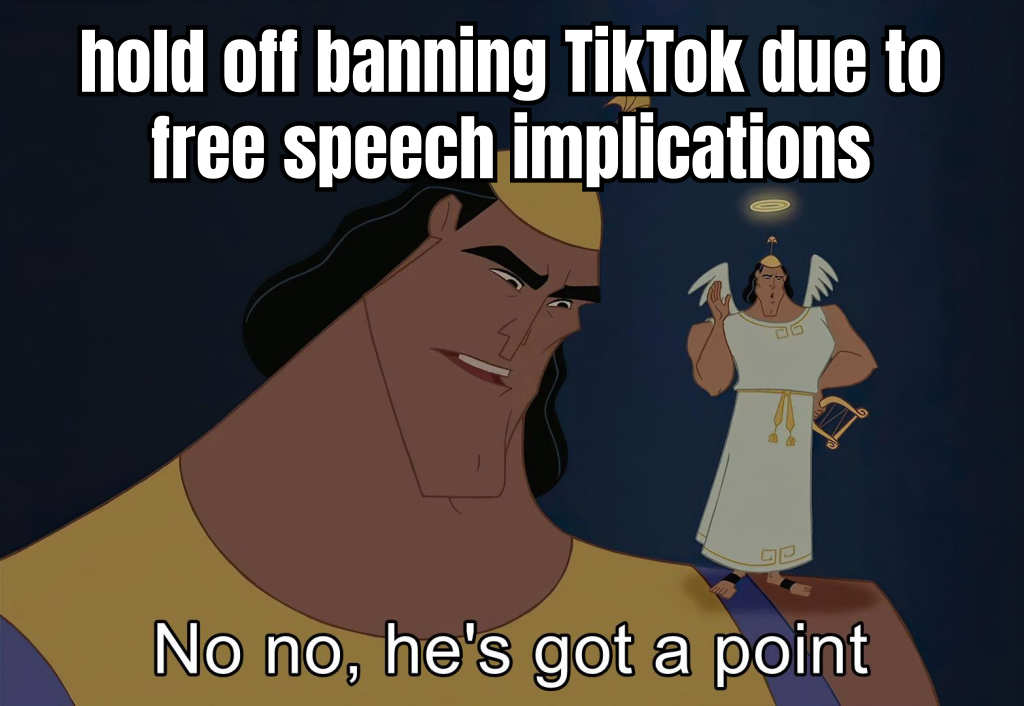 hold off banning TikTok due to
free speech implications
No no, he's got a point